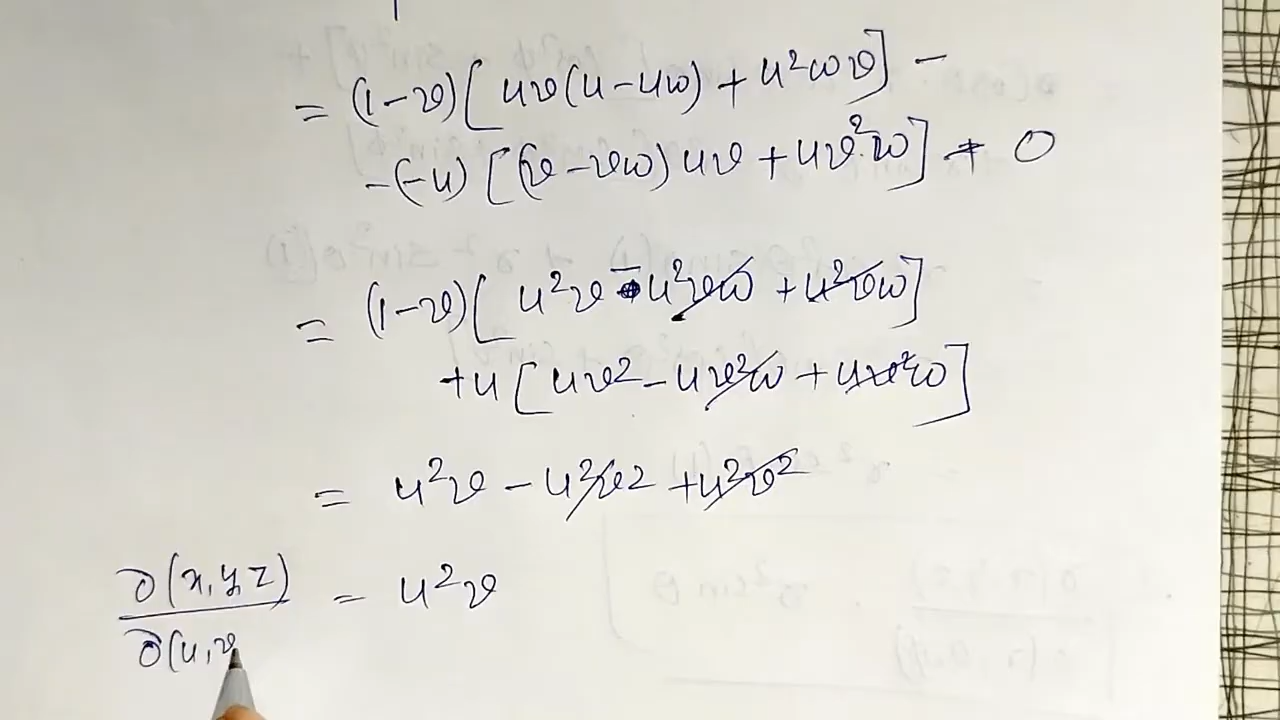 = (1-v)[uv(u-uw) + u²wv] -
-(-u)[(v-vw)uv + uv²w] + 0
= (1-v)[u²v - u²vw + u²vw]
+u[uv² - uv²w + uv²w]
= u²v - u²v² + u²v²
∂(x,y,z) / ∂(u,v = u²v